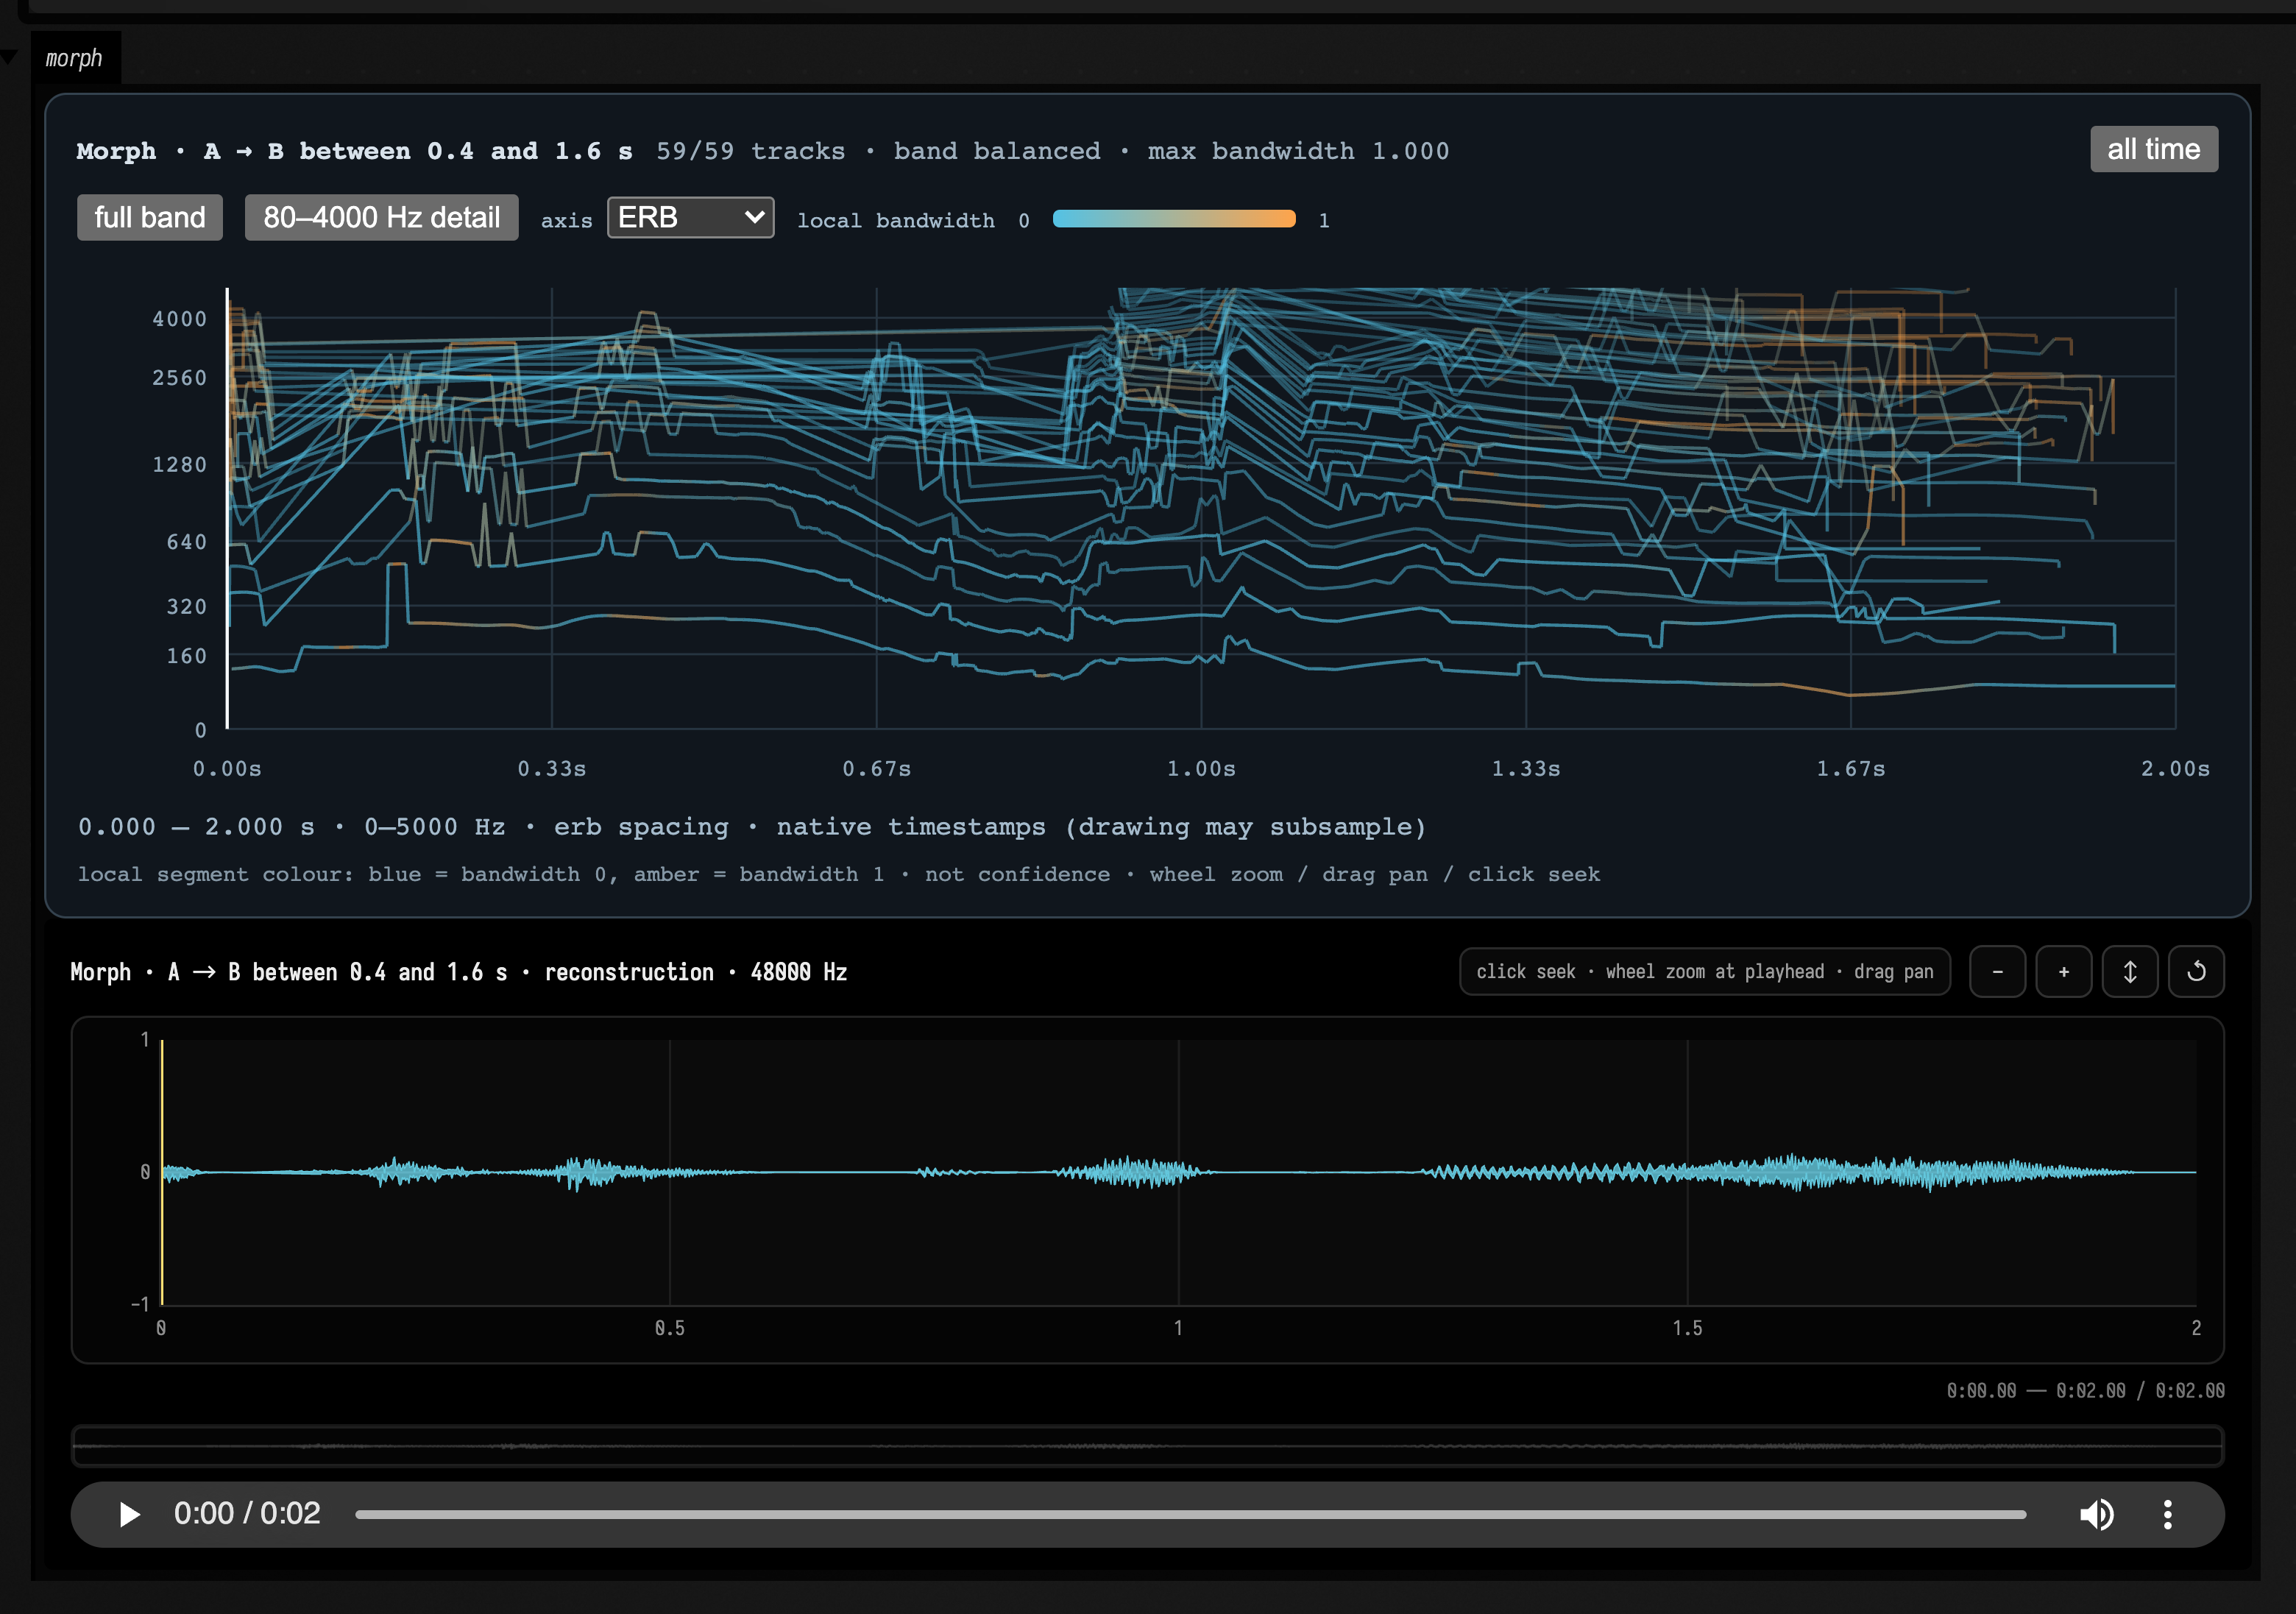 morph
Morph · A → B between 0.4 and 1.6 s 59/59 tracks · band balanced · max bandwidth 1.000
all time
full band 80–4000 Hz detail axis ERB local bandwidth 0 1
4000
2560
1280
640
320
160
0
0.00s 0.33s 0.67s 1.00s 1.33s 1.67s 2.00s
0.000 – 2.000 s · 0–5000 Hz · erb spacing · native timestamps (drawing may subsample)
local segment colour: blue = bandwidth 0, amber = bandwidth 1 · not confidence · wheel zoom / drag pan / click seek
Morph · A → B between 0.4 and 1.6 s · reconstruction · 48000 Hz
click seek · wheel zoom at playhead · drag pan − + ↕ ↺
1
0
-1
0 0.5 1 1.5 2
0:00.00 — 0:02.00 / 0:02.00
0:00 / 0:02